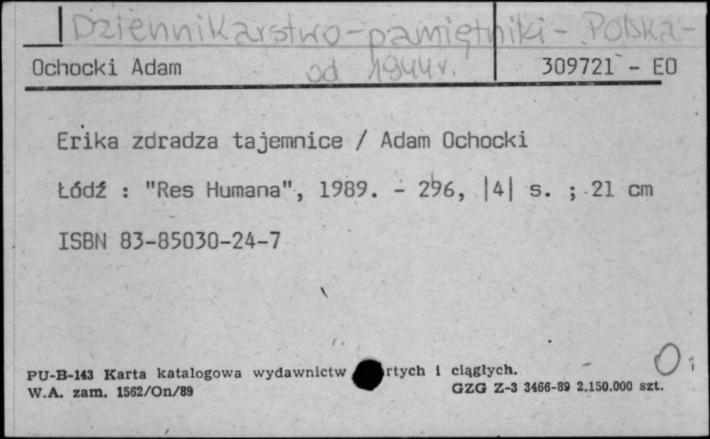 Dziennikarstwo - pamiętniki - Polska -
od 1944 r.
Ochocki Adam 309721 - EO
Erika zdradza tajemnice / Adam Ochocki
Łódź : "Res Humana", 1989. - 296, |4| s. ; 21 cm
ISBN 83-85030-24-7
PU-B-143 Karta katalogowa wydawnictw rtych i ciągłych.
W.A. zam. 1562/On/89 GZG Z-3 3466-89 2.150.000 szt.